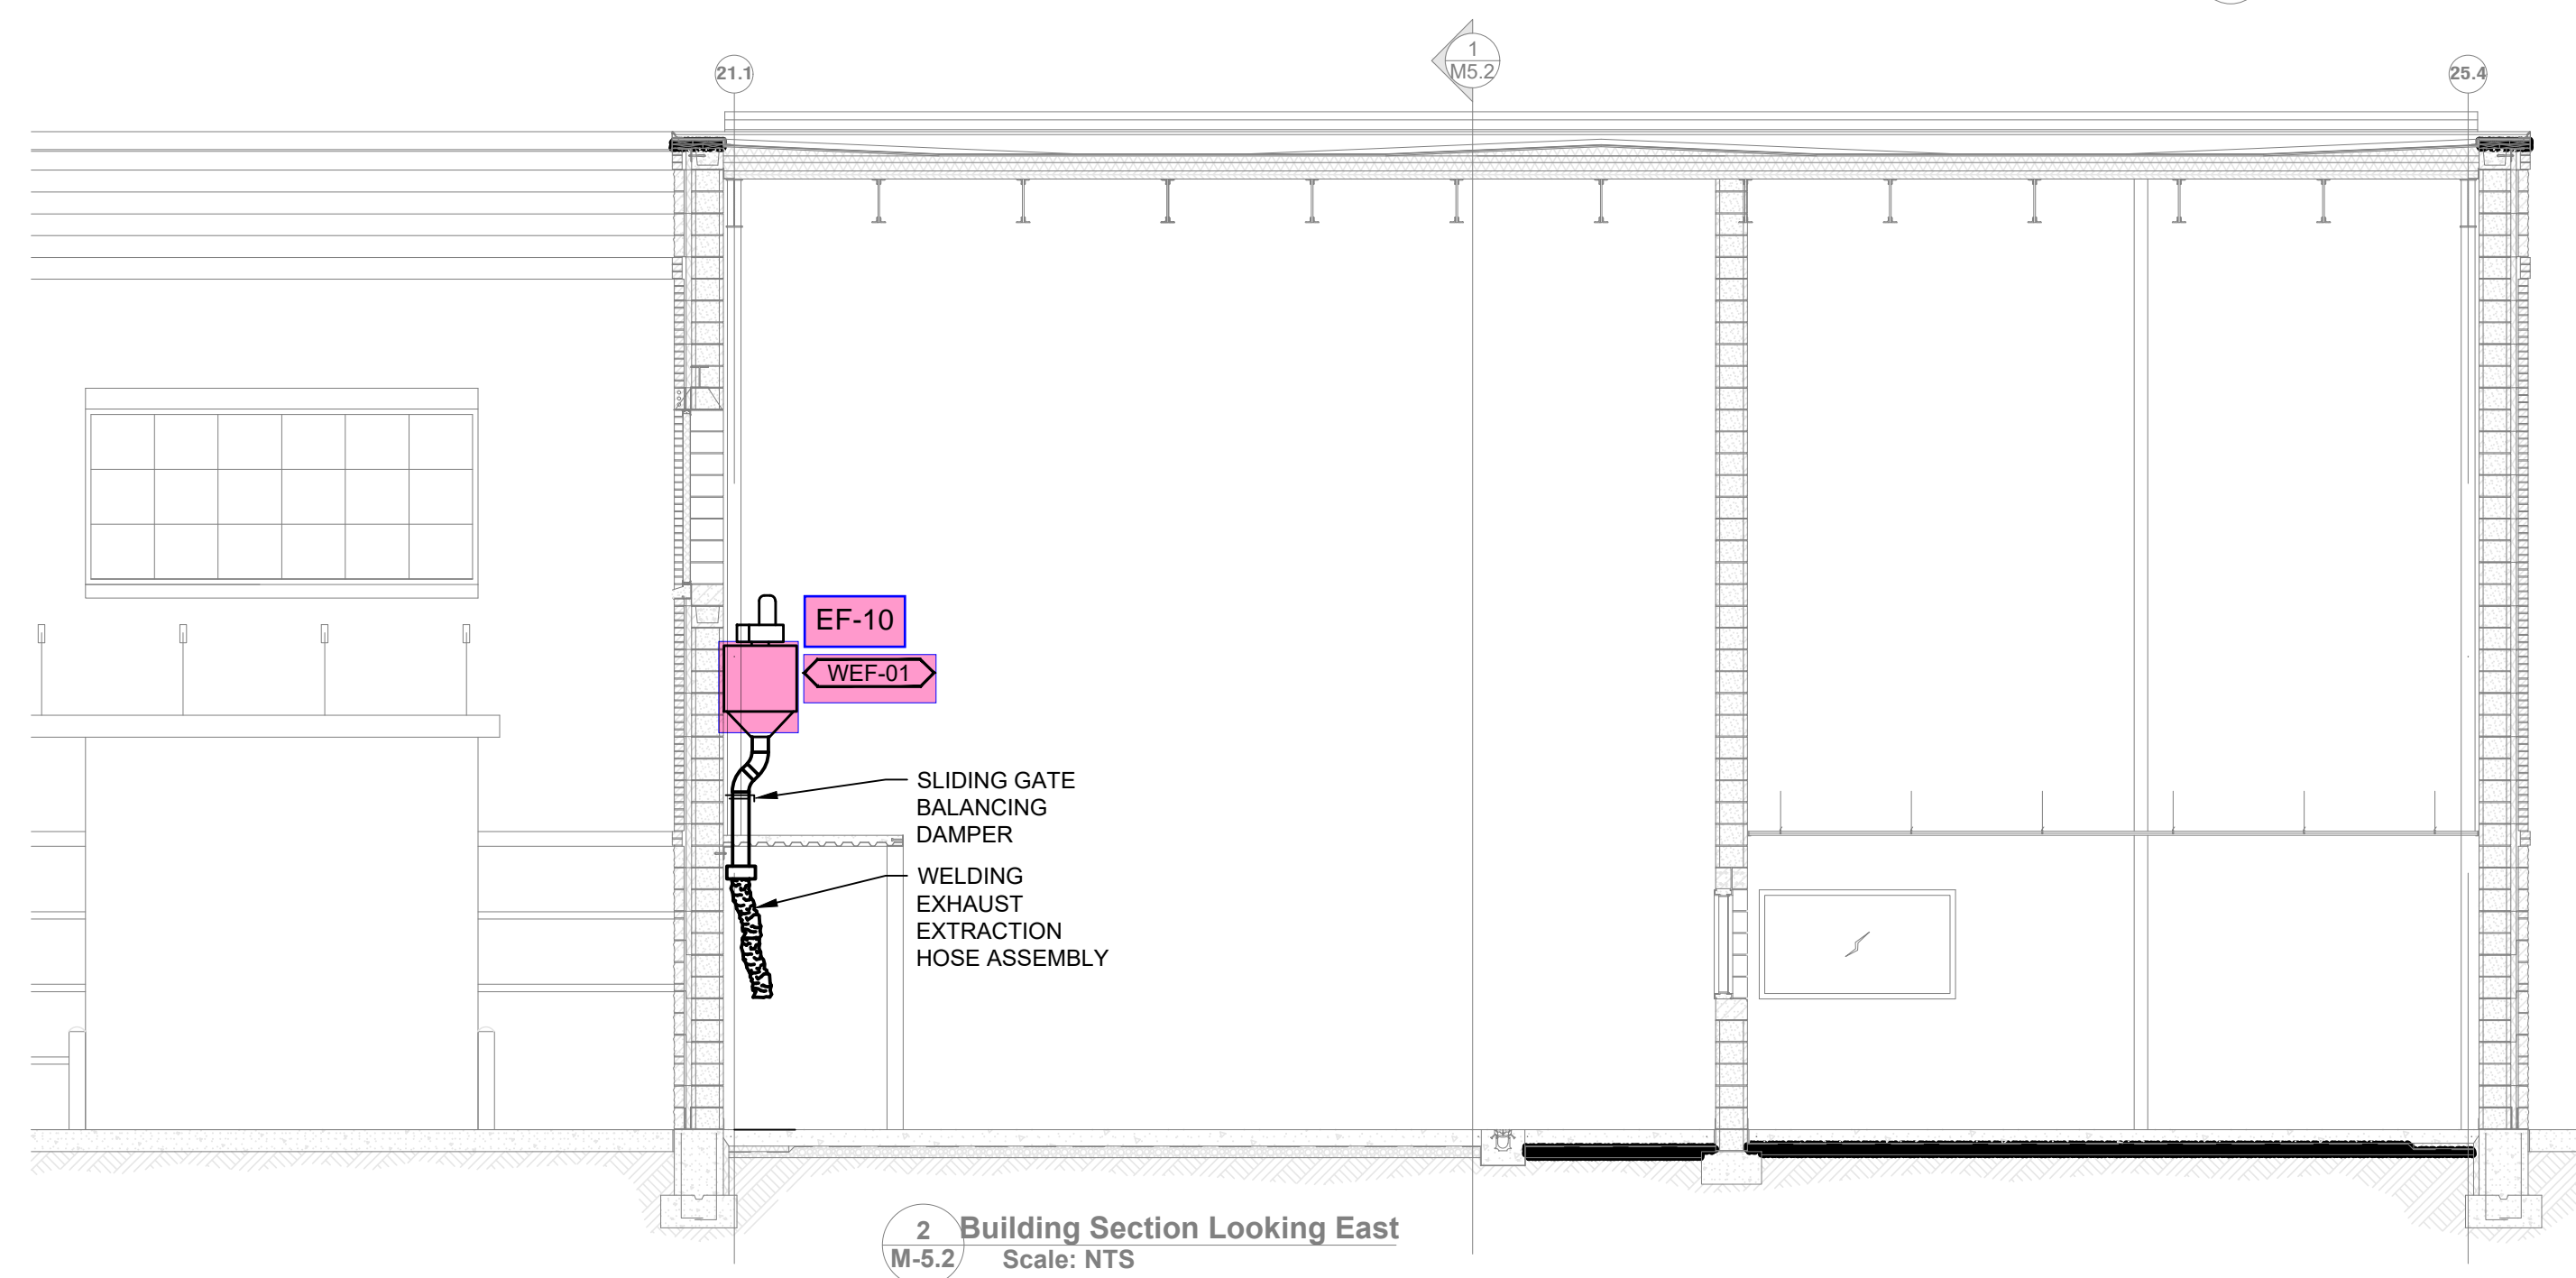 21.1
1
M5.2
25.4
EF-10
WEF-01
SLIDING GATE
BALANCING
DAMPER
WELDING
EXHAUST
EXTRACTION
HOSE ASSEMBLY
2
M-5.2
Building Section Looking East
Scale: NTS